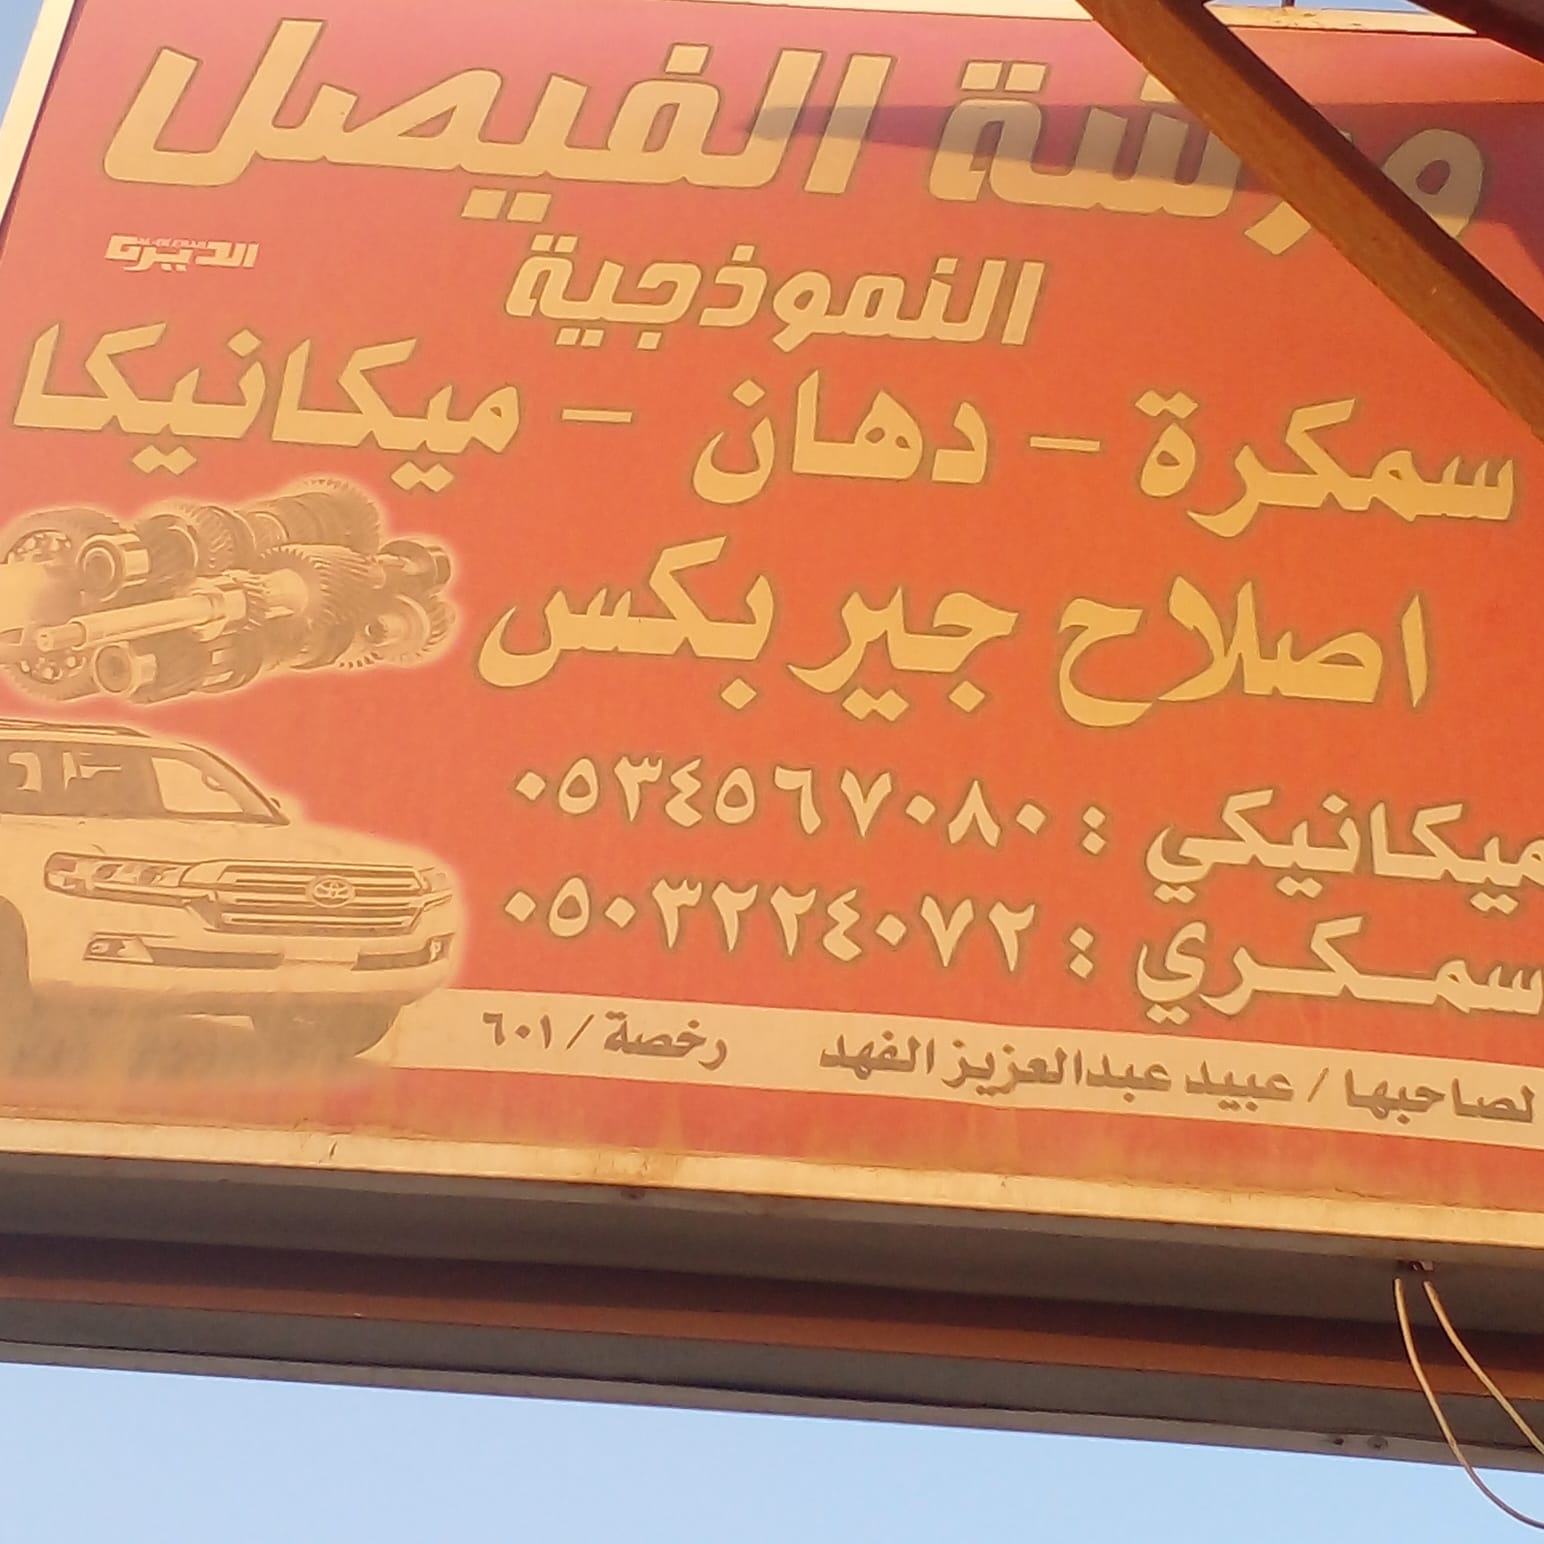 ورشة الفيصل
النموذجية
الديرة
سمكرة - دهان - ميكانيكا
اصلاح جير بكس
ميكانيكي : ٠٥٣٤٥٦٧٠٨٠
سمكري : ٠٥٠٣٢٢٤٠٧٢
لصاحبها / عبيد عبدالعزيز الفهد رخصة / ٦٠١